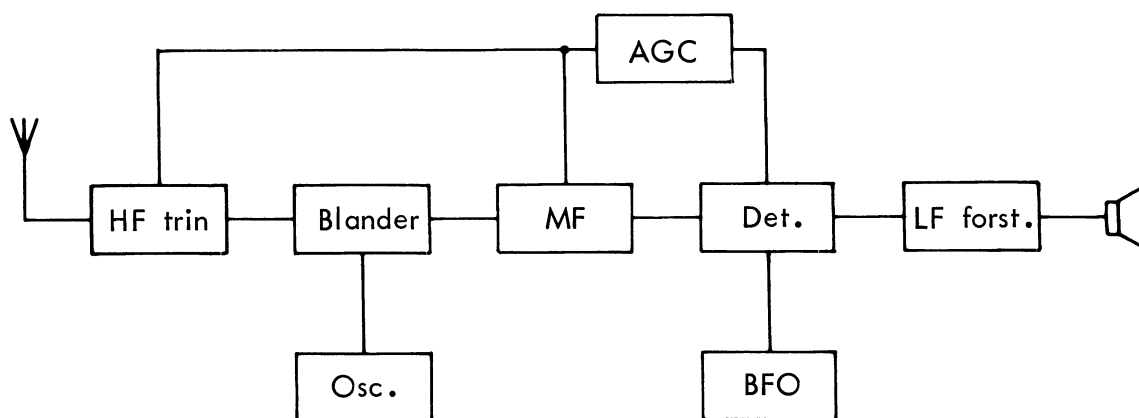 AGC
HF trin
Blander
MF
Det.
LF forst.
Osc.
BFO